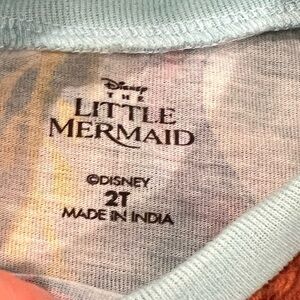 Disney
THE
LITTLE
MERMAID
©DISNEY
2T
MADE IN INDIA